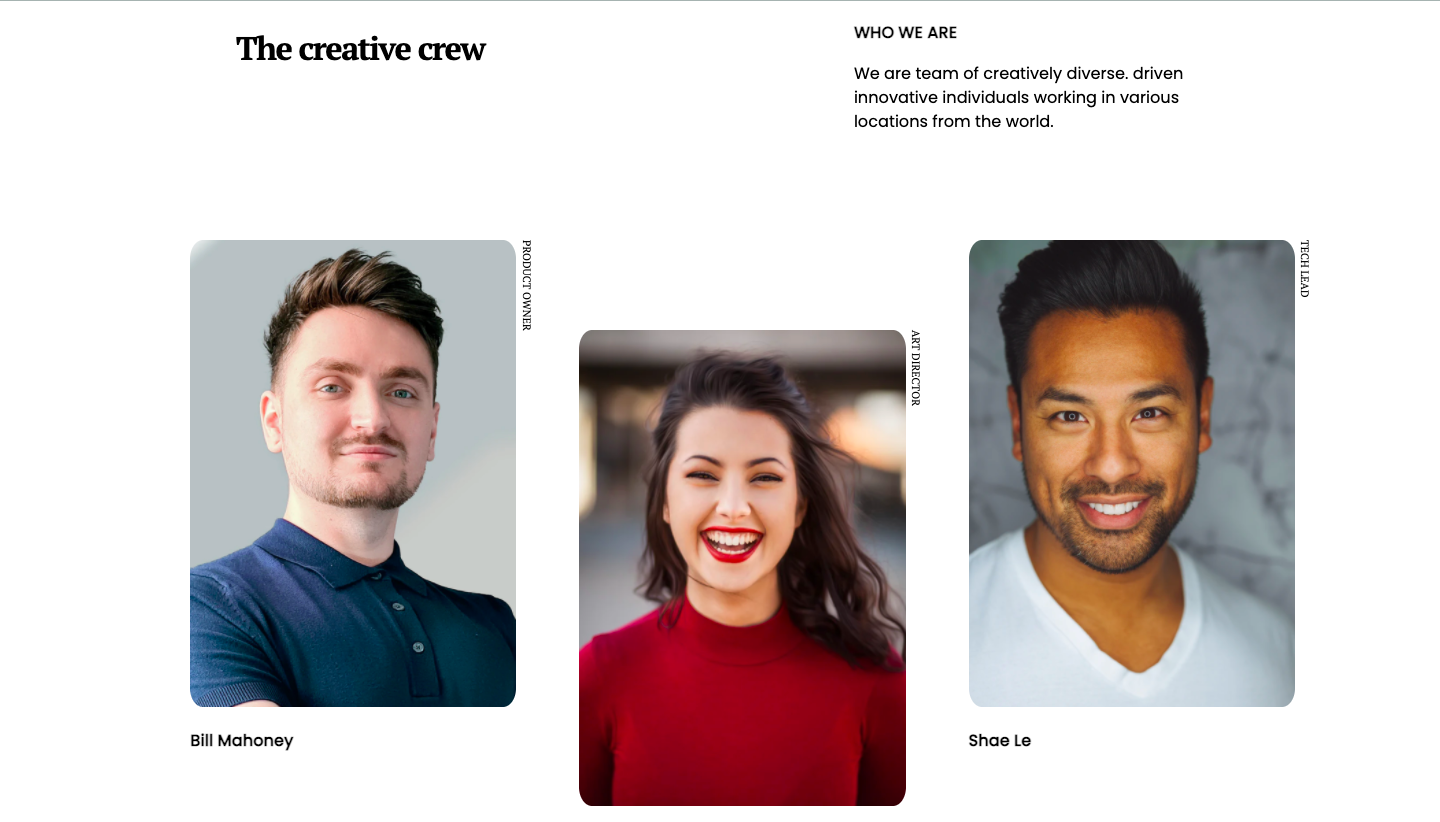 The creative crew
WHO WE ARE
We are team of creatively diverse. driven
innovative individuals working in various
locations from the world.
PRODUCT OWNER
Bill Mahoney
ART DIRECTOR
TECH LEAD
Shae Le